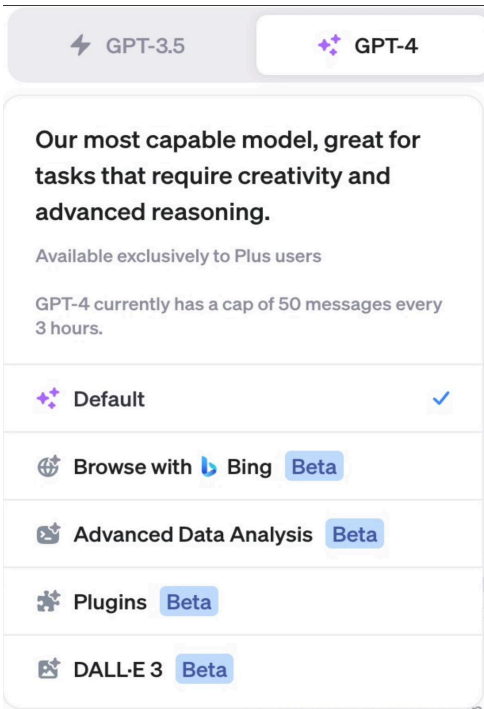 GPT-3.5
GPT-4
Our most capable model, great for
tasks that require creativity and
advanced reasoning.
Available exclusively to Plus users
GPT-4 currently has a cap of 50 messages every
3 hours.
Default
Browse with Bing Beta
Advanced Data Analysis Beta
Plugins Beta
DALL·E 3 Beta